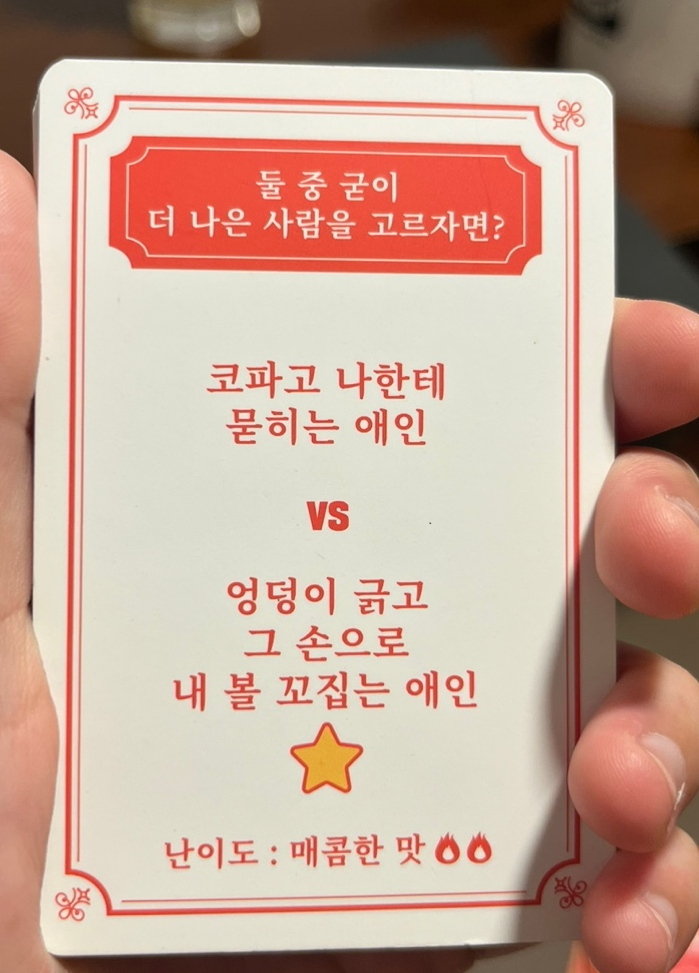 둘 중 굳이
더 나은 사람을 고르자면?
코파고 나한테
묻히는 애인
VS
엉덩이 긁고
그 손으로
내 볼 꼬집는 애인
난이도 : 매콤한 맛